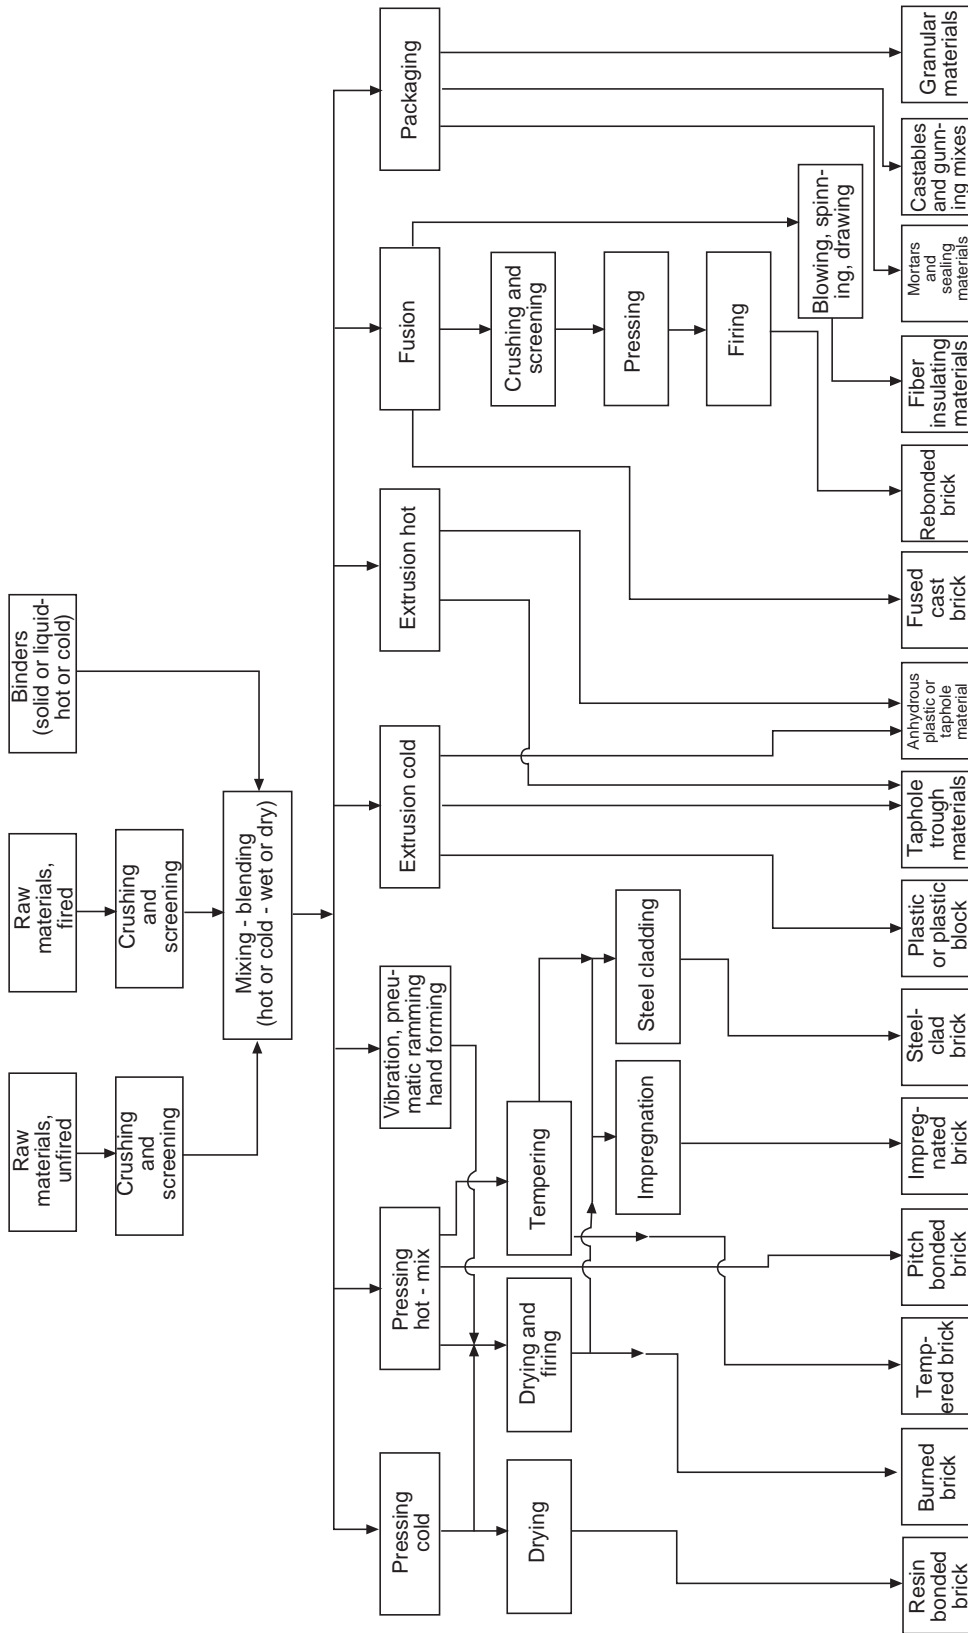 Raw
materials,
unfired
Raw
materials,
fired
Binders
(solid or liquid-
hot or cold)
Crushing
and
screening
Crushing
and
screening
Mixing - blending
(hot or cold - wet or dry)
Pressing
cold
Pressing
hot - mix
Vibration, pneu-
matic ramming
hand forming
Extrusion cold
Extrusion hot
Fusion
Packaging
Drying
Drying and
firing
Tempering
Crushing and
screening
Impregnation
Steel cladding
Pressing
Firing
Blowing, spinn-
ing, drawing
Resin
bonded
brick
Burned
brick
Temp-
ered brick
Pitch
bonded
brick
Impreg-
nated
brick
Steel-
clad
brick
Plastic
or plastic
block
Taphole
trough
materials
Anhydrous
plastic or
taphole
material
Fused
cast
brick
Rebonded
brick
Fiber
insulating
materials
Mortars
and
sealing
materials
Castables
and gunn-
ing mixes
Granular
materials